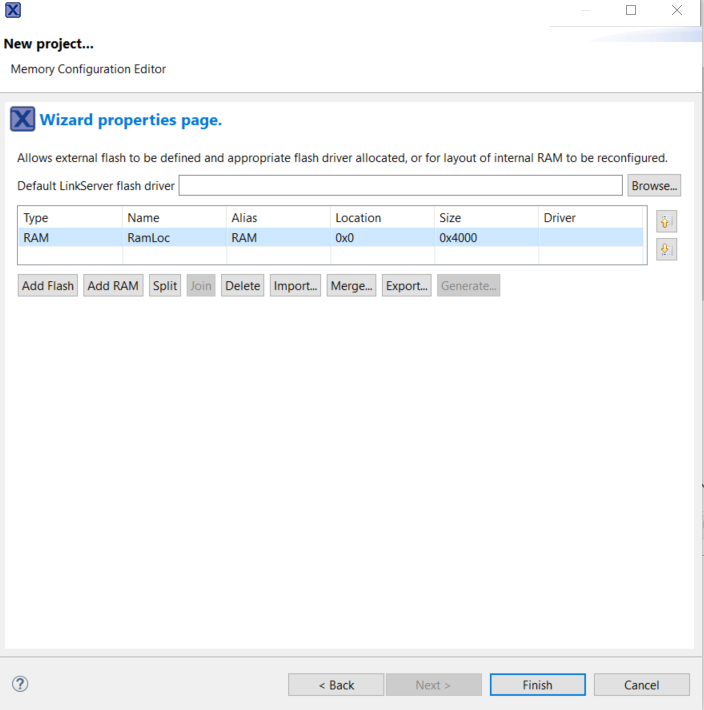 New project...
Memory Configuration Editor
Wizard properties page.
Allows external flash to be defined and appropriate flash driver allocated, or for layout of internal RAM to be reconfigured.
Default LinkServer flash driver Browse...
Type Name Alias Location Size Driver
RAM RamLoc RAM 0x0 0x4000
Add Flash Add RAM Split Join Delete Import... Merge... Export... Generate...
? < Back Next > Finish Cancel